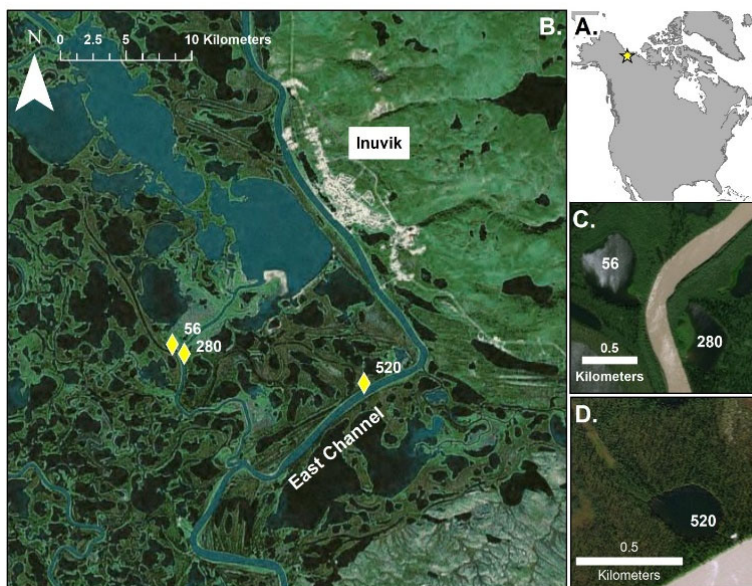 N
0 2.5 5 10 Kilometers
B.
Inuvik
56
280
520
East Channel
A.
C.
56
280
0.5
Kilometers
D.
520
0.5
Kilometers